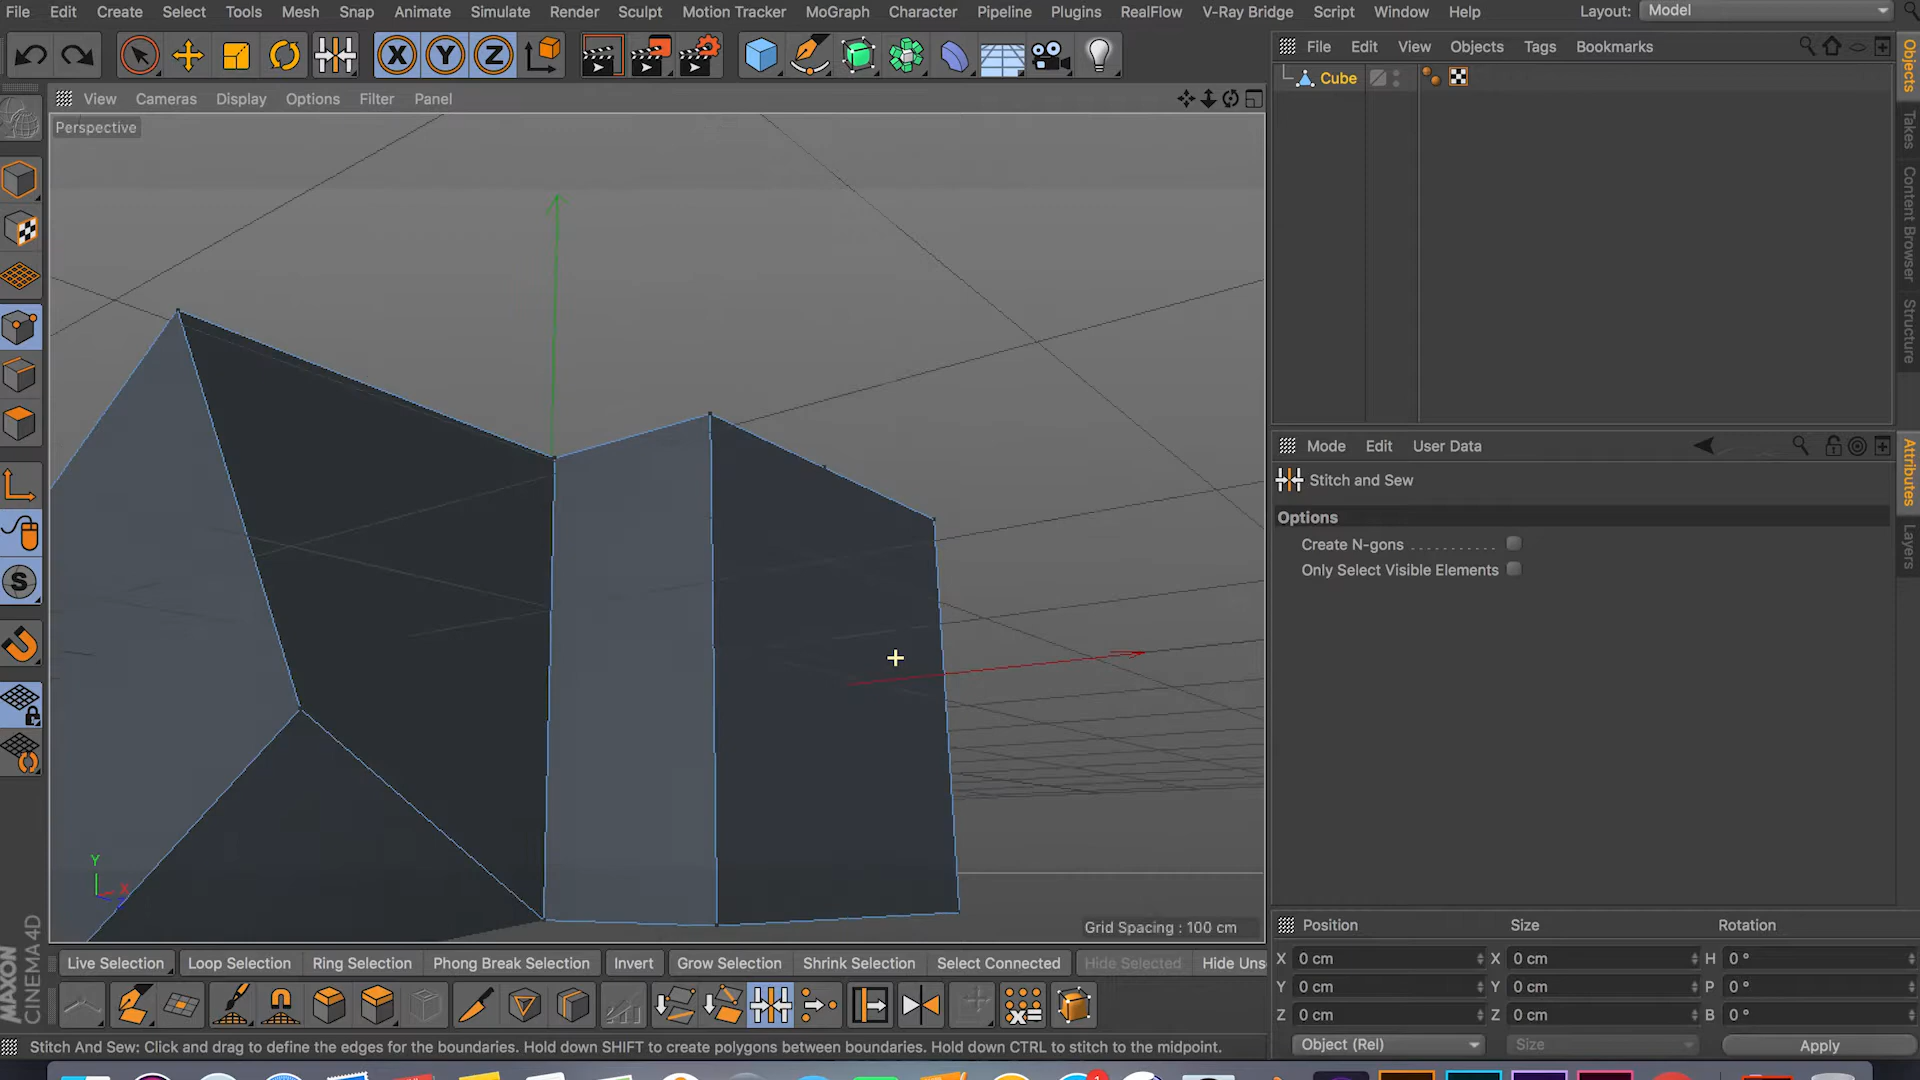 File Edit Create Select Tools Mesh Snap Animate Simulate Render Sculpt Motion Tracker MoGraph Character Pipeline Plugins RealFlow V-Ray Bridge Script Window Help Layout: Model
X Y Z
File Edit View Objects Tags Bookmarks
Cube
View Cameras Display Options Filter Panel
Perspective
Objects
Takes
Content Browser
Structure
Mode Edit User Data
Stitch and Sew
Options
Create N-gons
Only Select Visible Elements
Attributes
Layers
S
Y
X
Grid Spacing : 100 cm
MAXON
CINEMA 4D
Position Size Rotation
X 0 cm X 0 cm H 0 °
Y 0 cm Y 0 cm P 0 °
Z 0 cm Z 0 cm B 0 °
Object (Rel) Size Apply
Live Selection Loop Selection Ring Selection Phong Break Selection Invert Grow Selection Shrink Selection Select Connected Hide Selected Hide Uns
Stitch And Sew: Click and drag to define the edges for the boundaries. Hold down SHIFT to create polygons between boundaries. Hold down CTRL to stitch to the midpoint.